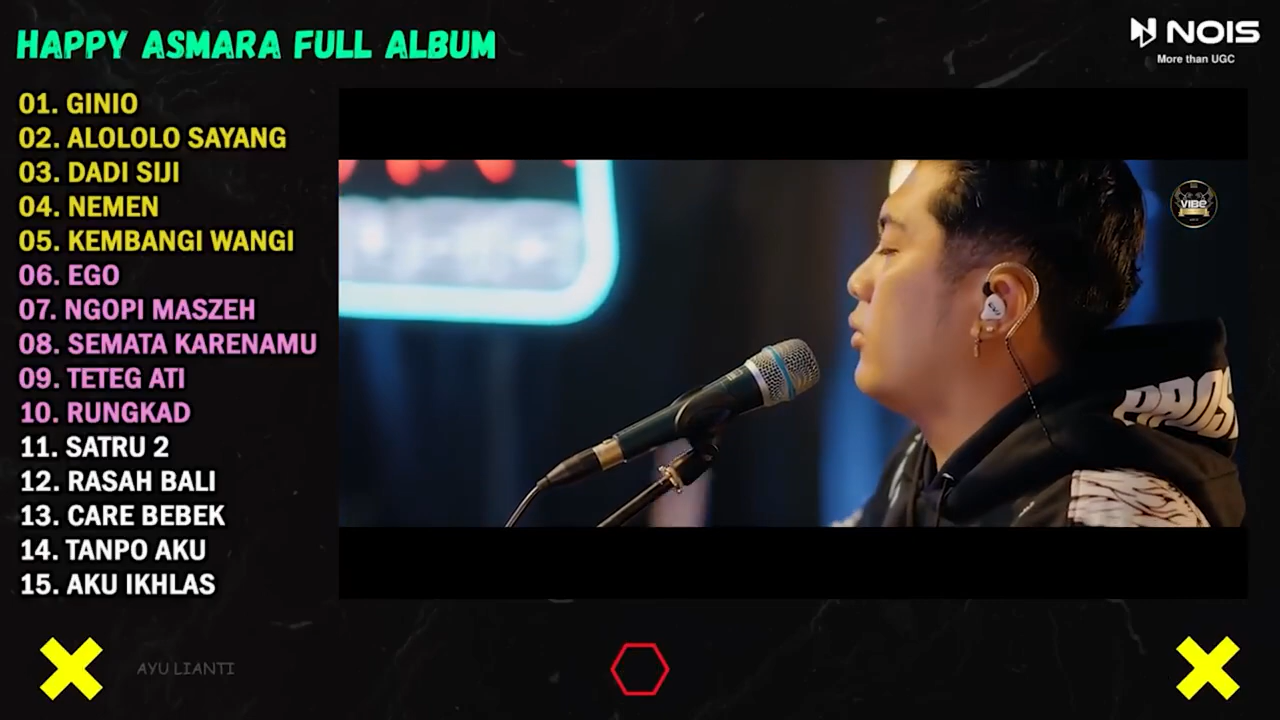 HAPPY ASMARA FULL ALBUM
NOIS
More than UGC
01. GINIO
02. ALOLOLO SAYANG
03. DADI SIJI
04. NEMEN
05. KEMBANGI WANGI
06. EGO
07. NGOPI MASZEH
08. SEMATA KARENAMU
09. TETEG ATI
10. RUNGKAD
11. SATRU 2
12. RASAH BALI
13. CARE BEBEK
14. TANPO AKU
15. AKU IKHLAS
VIBE
AYU LIANTI